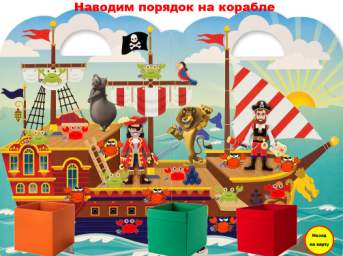 Наводим порядок на корабле
Назад
на карту